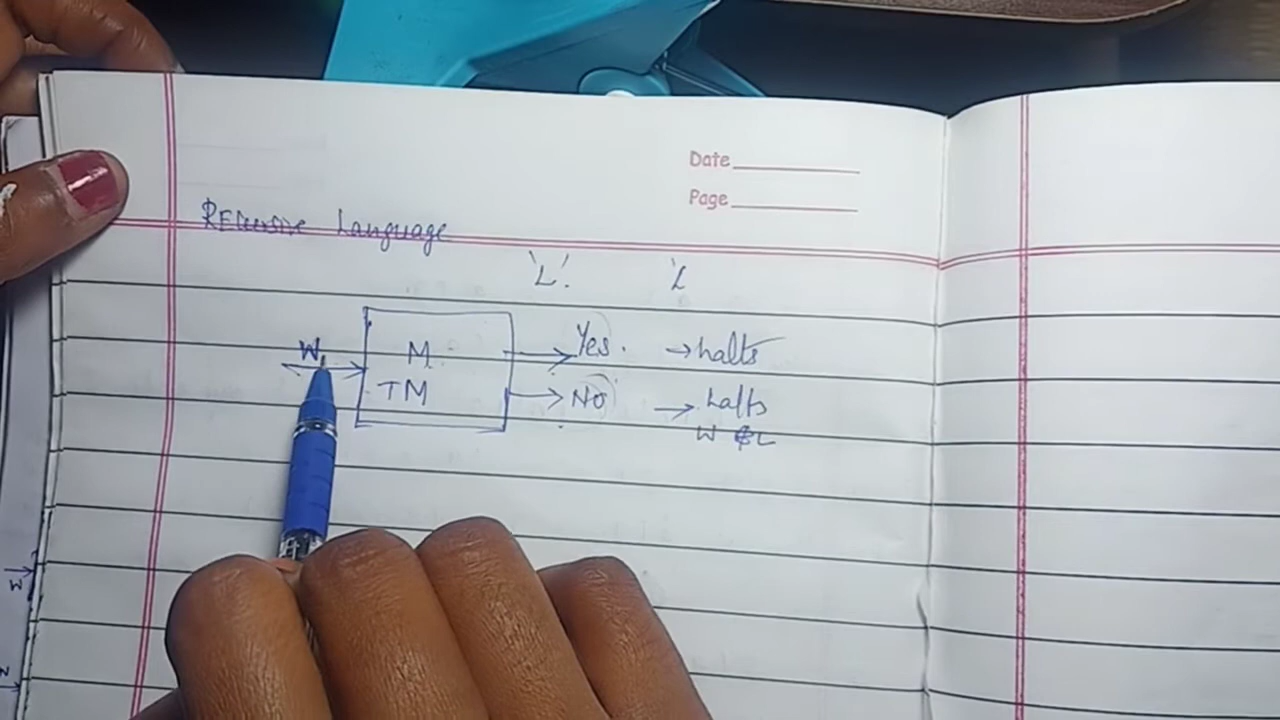 Date
Page
RECursive Language
'L'. 'L
W M Yes. → halts
TM No → halts
W ∉ L